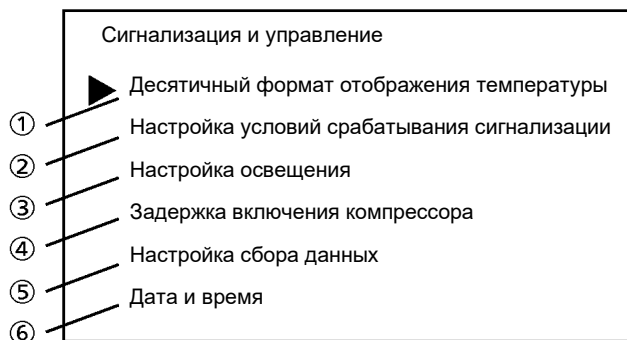 Сигнализация и управление
Десятичный формат отображения температуры
① Настройка условий срабатывания сигнализации
② Настройка освещения
③ Задержка включения компрессора
④ Настройка сбора данных
⑤ Дата и время
⑥